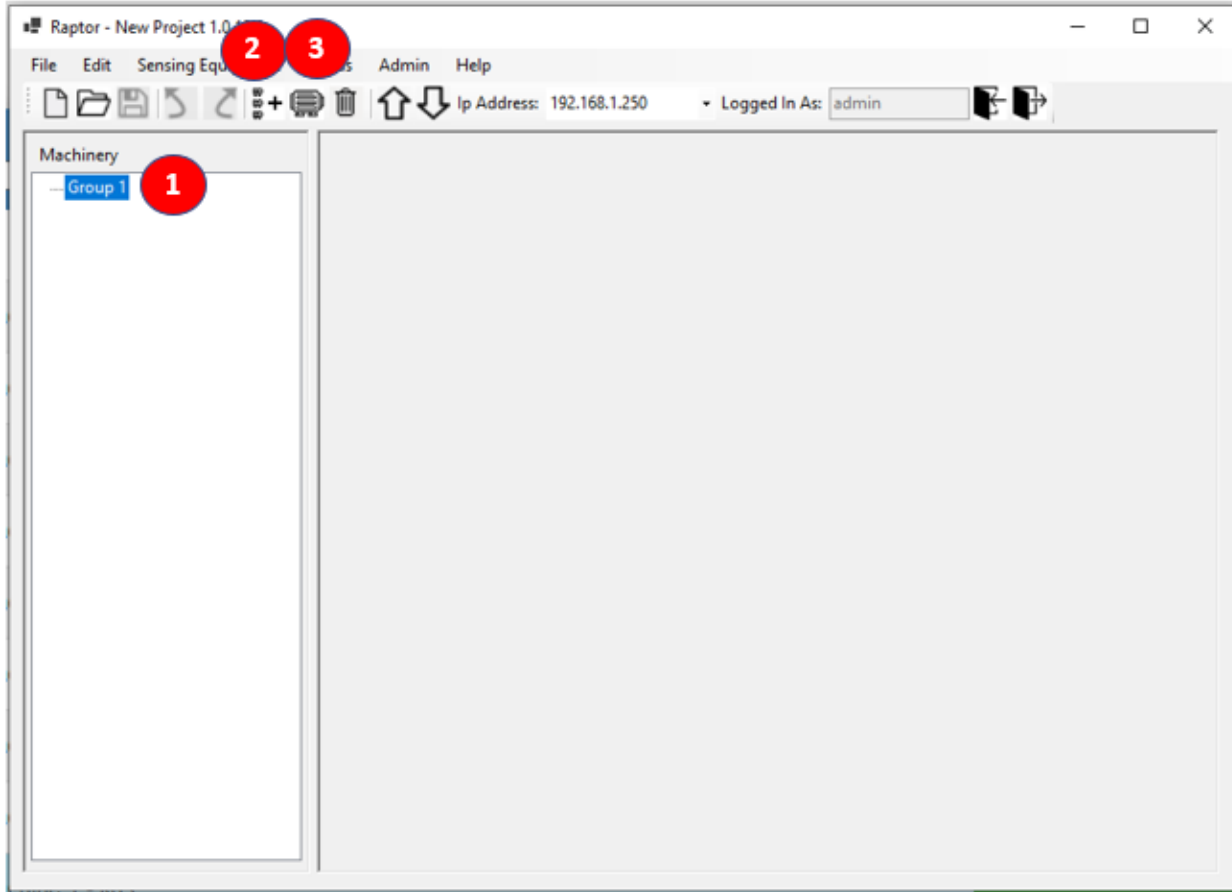 Raptor - New Project 1.0
2 3
File Edit Sensing Admin Help
Ip Address: 192.168.1.250 Logged In As: admin
Machinery
Group 1 1